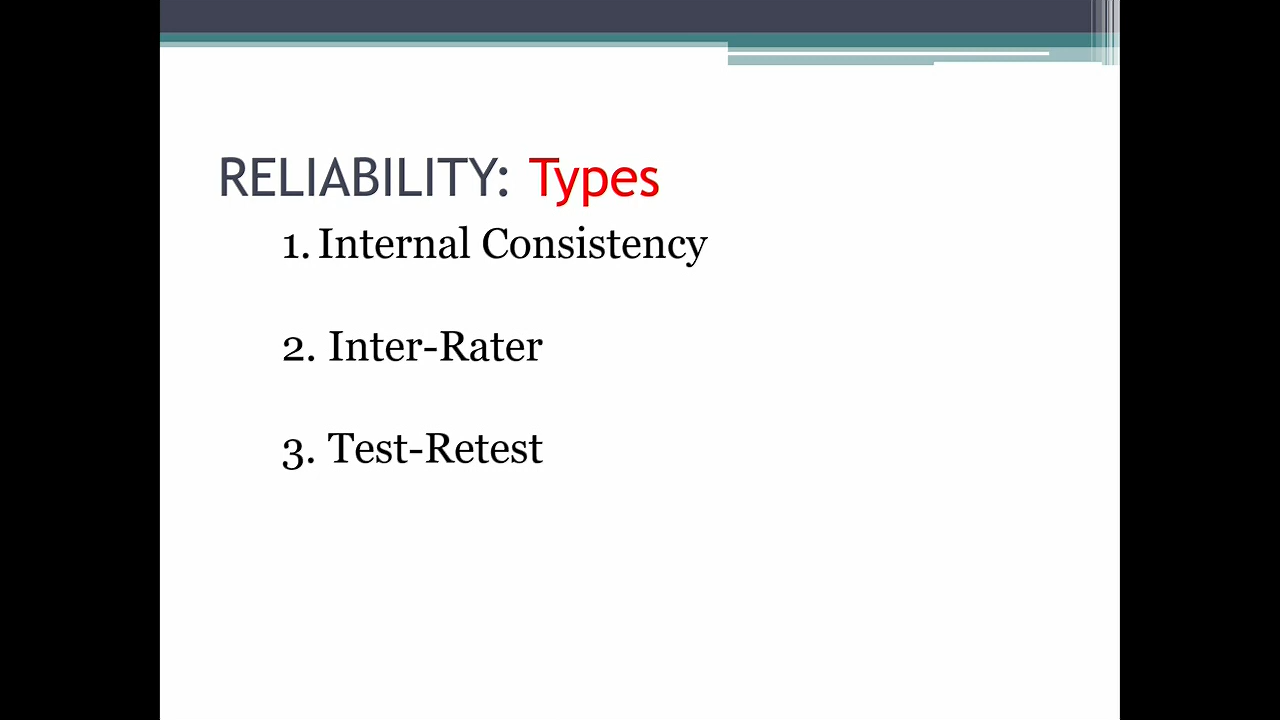 RELIABILITY: Types
1. Internal Consistency
2. Inter-Rater
3. Test-Retest